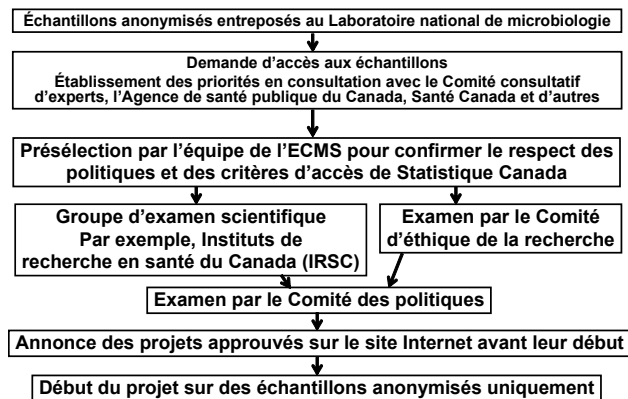 Échantillons anonymisés entreposés au Laboratoire national de microbiologie
Demande d'accès aux échantillons
Établissement des priorités en consultation avec le Comité consultatif
d'experts, l'Agence de santé publique du Canada, Santé Canada et d'autres
Présélection par l'équipe de l'ECMS pour confirmer le respect des
politiques et des critères d'accès de Statistique Canada
Groupe d'examen scientifique
Par exemple, Instituts de
recherche en santé du Canada (IRSC)
Examen par le Comité
d'éthique de la recherche
Examen par le Comité des politiques
Annonce des projets approuvés sur le site Internet avant leur début
Début du projet sur des échantillons anonymisés uniquement